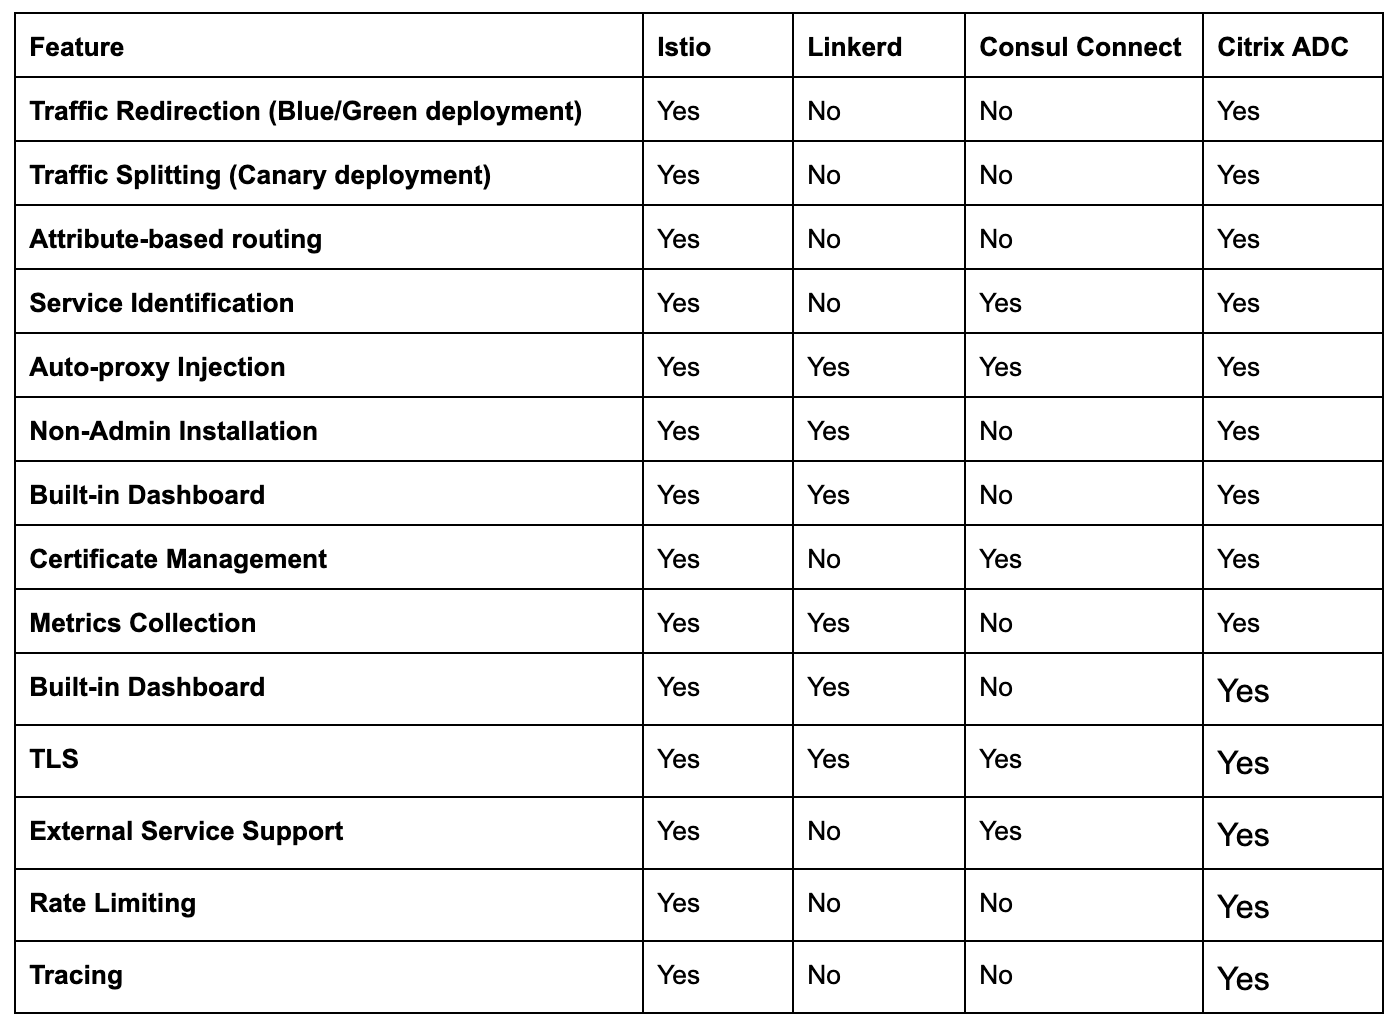 Feature Istio Linkerd Consul Connect Citrix ADC
Traffic Redirection (Blue/Green deployment) Yes No No Yes
Traffic Splitting (Canary deployment) Yes No No Yes
Attribute-based routing Yes No No Yes
Service Identification Yes No Yes Yes
Auto-proxy Injection Yes Yes Yes Yes
Non-Admin Installation Yes Yes No Yes
Built-in Dashboard Yes Yes No Yes
Certificate Management Yes No Yes Yes
Metrics Collection Yes Yes No Yes
Built-in Dashboard Yes Yes No Yes
TLS Yes Yes Yes Yes
External Service Support Yes No Yes Yes
Rate Limiting Yes No No Yes
Tracing Yes No No Yes